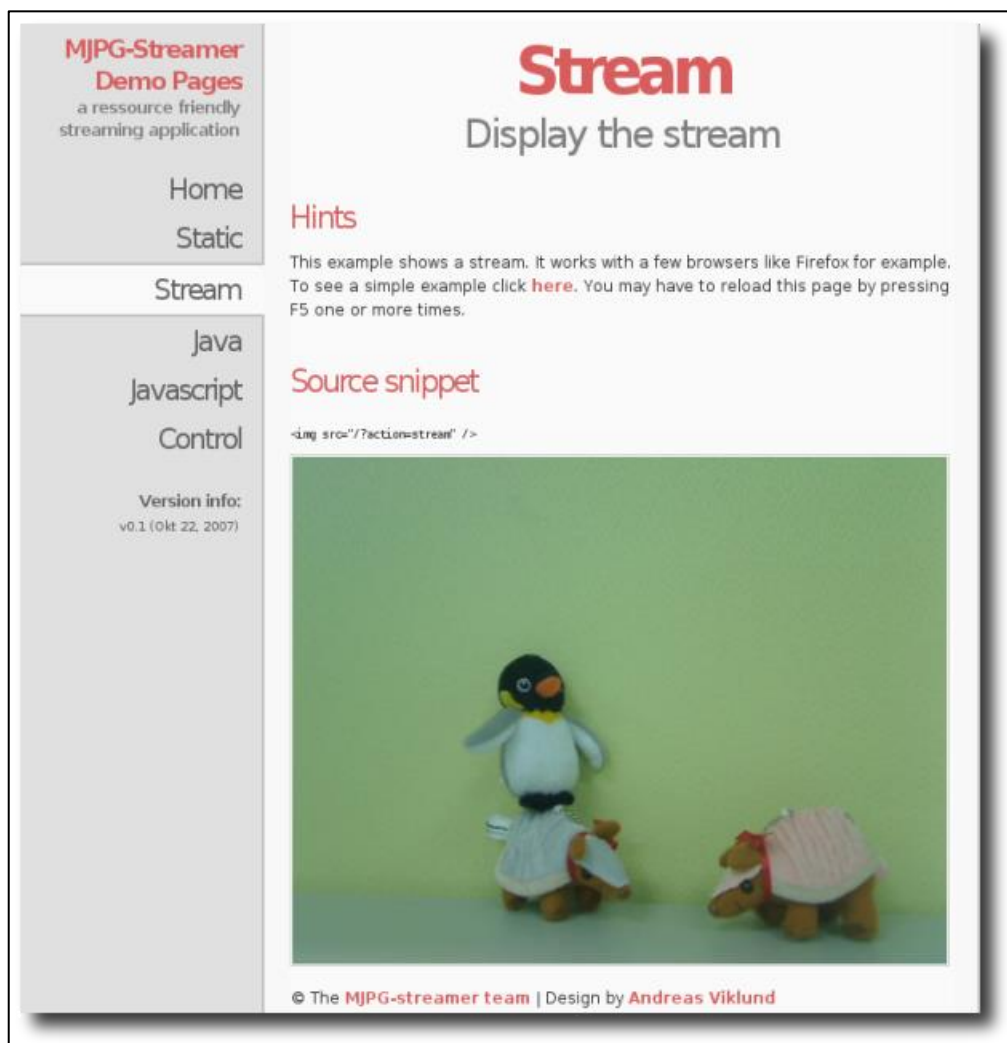 MJPG-Streamer
Demo Pages
a ressource friendly
streaming application
Home
Static
Stream
Java
Javascript
Control
Version info:
v0.1 (Okt 22, 2007)
Stream
Display the stream
Hints
This example shows a stream. It works with a few browsers like Firefox for example.
To see a simple example click here. You may have to reload this page by pressing
F5 one or more times.
Source snippet
<img src="/?action=stream" />
© The MJPG-streamer team | Design by Andreas Viklund